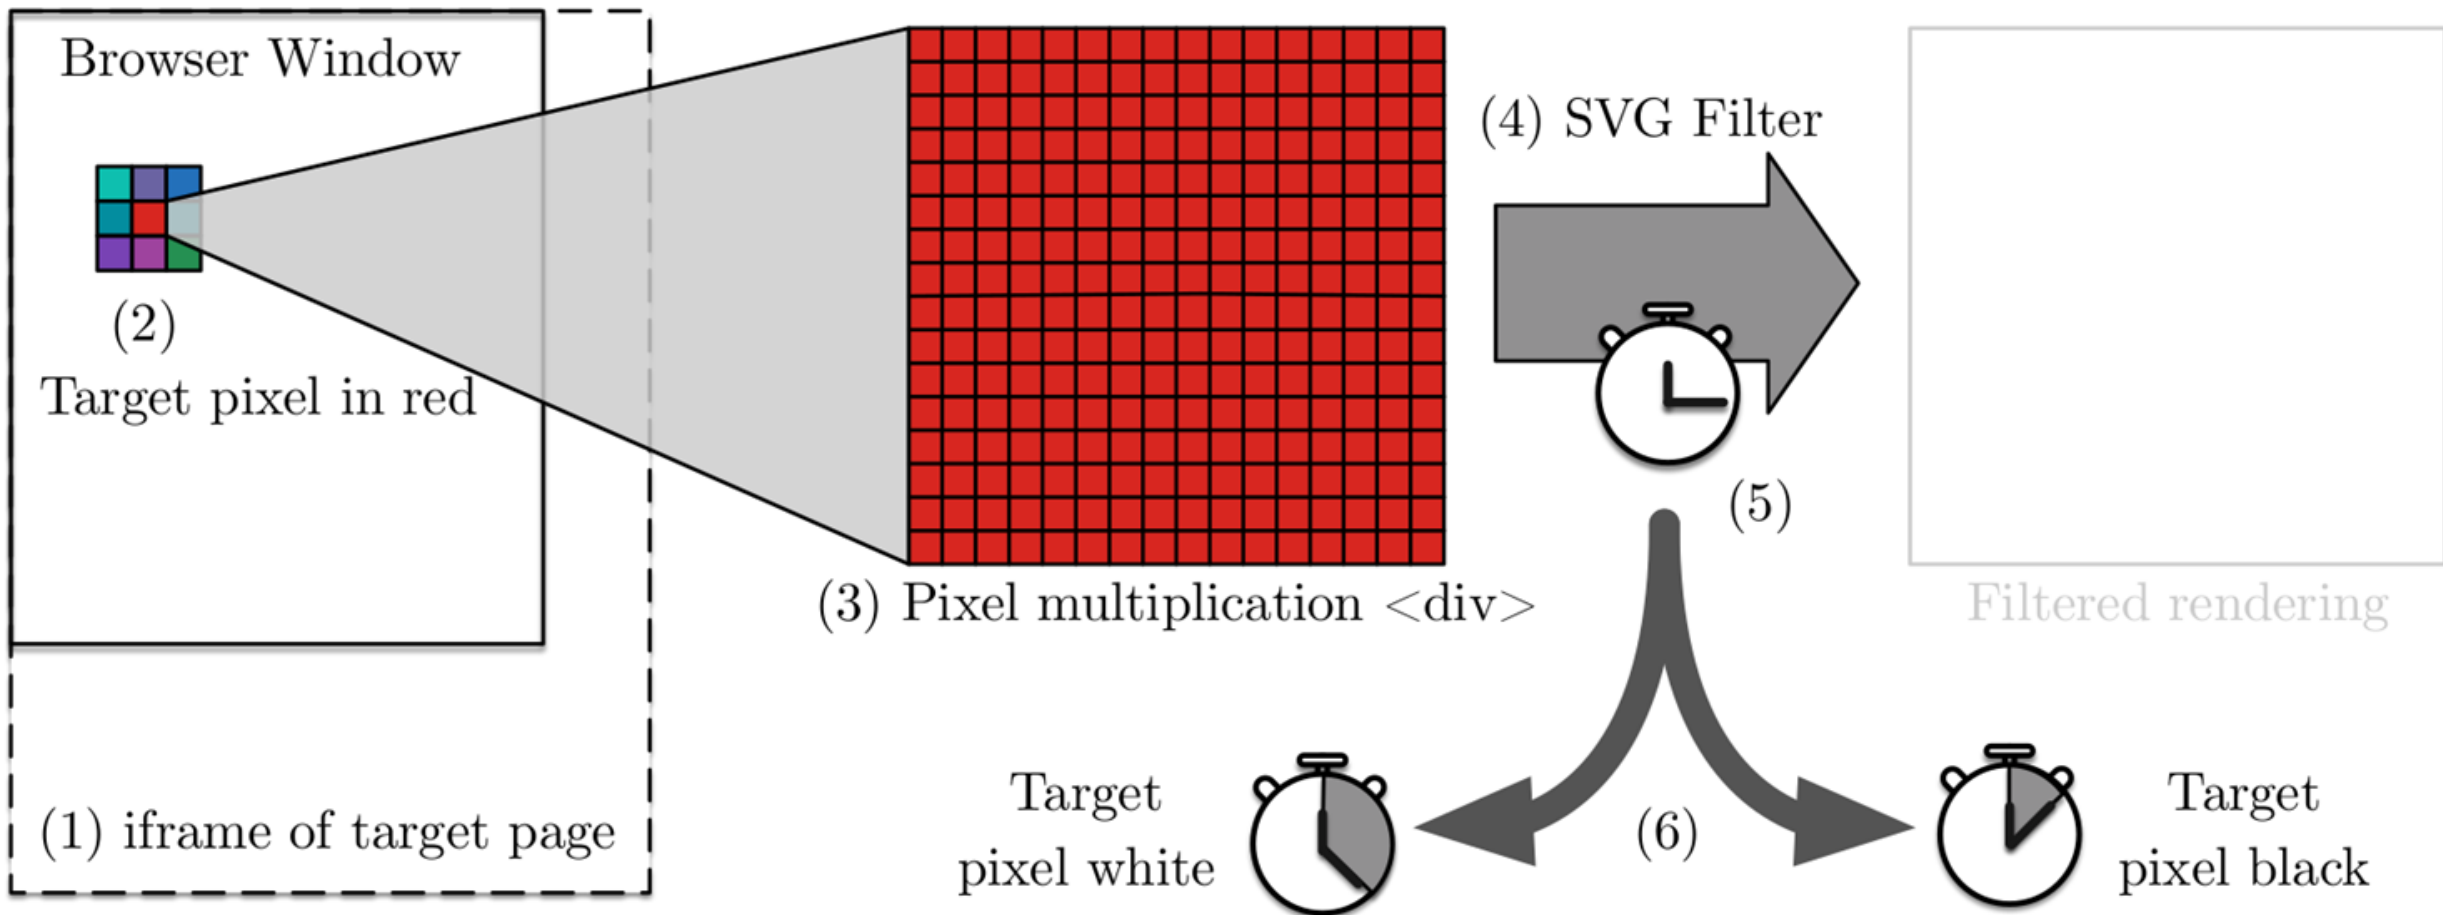 Browser Window
(2)
Target pixel in red
(1) iframe of target page
(3) Pixel multiplication <div>
(4) SVG Filter
(5)
Filtered rendering
Target
pixel white
(6)
Target
pixel black